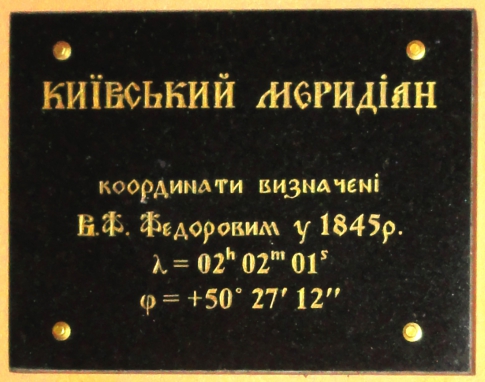 КИЇВСЬКИЙ МЕРИДІАН
КООРДИНАТИ ВИЗНАЧЕНІ
В.Ф. Федоровим у 1845р.
λ = 02ʰ 02ᵐ 01ˢ
φ = +50° 27′ 12″